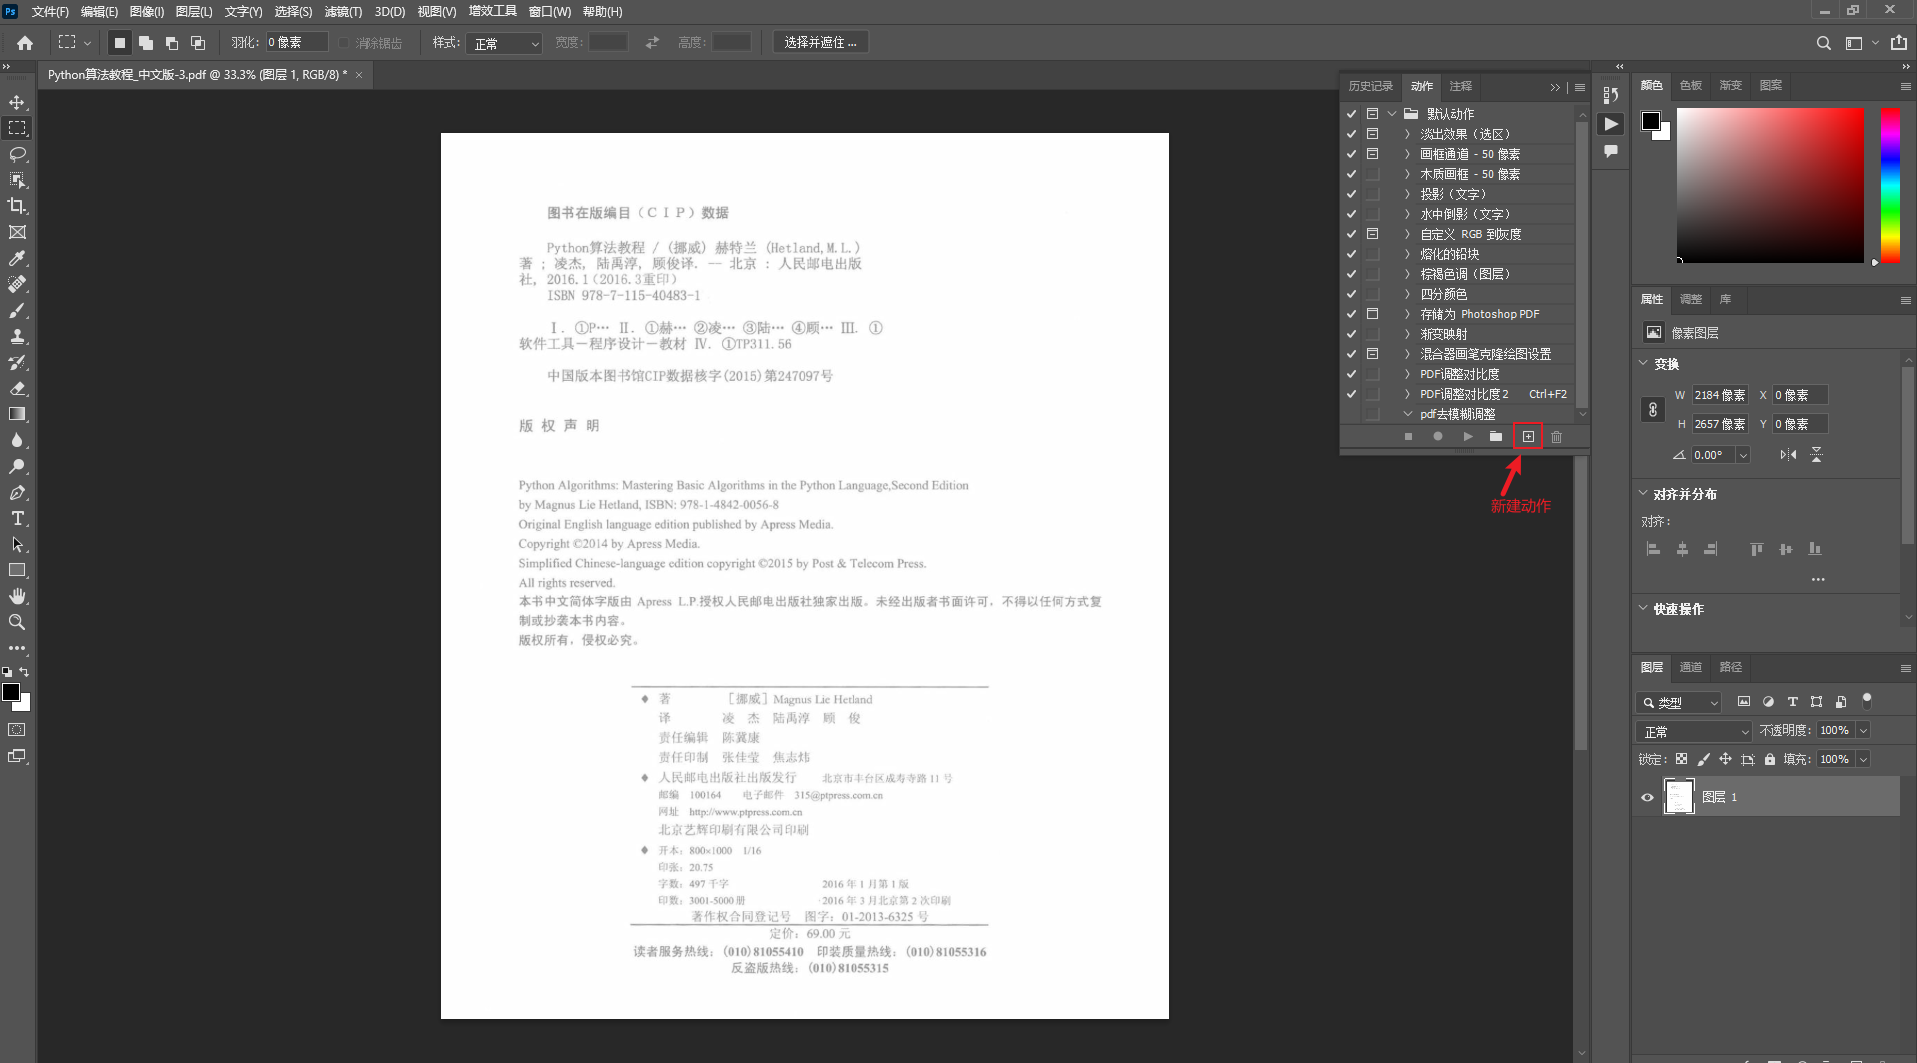 Ps 文件(F) 编辑(E) 图像(I) 图层(L) 文字(Y) 选择(S) 滤镜(T) 3D(D) 视图(V) 增效工具 窗口(W) 帮助(H)
羽化: 0 像素 消除锯齿 样式: 正常 宽度: 高度: 选择并遮住 ...
Python算法教程_中文版-3.pdf @ 33.3% (图层 1, RGB/8) * ×
图书在版编目（ＣＩＰ）数据
Python算法教程 / (挪威) 赫特兰 (Hetland,M.L.)
著 ; 凌杰, 陆禹淳, 顾俊译. -- 北京 : 人民邮电出版
社, 2016.1（2016.3重印）
ISBN 978-7-115-40483-1
Ⅰ. ①P… Ⅱ. ①赫… ②凌… ③陆… ④顾… Ⅲ. ①
软件工具－程序设计－教材 Ⅳ. ①TP311.56
中国版本图书馆CIP数据核字(2015)第247097号
版 权 声 明
Python Algorithms: Mastering Basic Algorithms in the Python Language,Second Edition
by Magnus Lie Hetland, ISBN: 978-1-4842-0056-8
Original English language edition published by Apress Media.
Copyright ©2014 by Apress Media.
Simplified Chinese-language edition copyright ©2015 by Post & Telecom Press.
All rights reserved.
本书中文简体字版由 Apress L.P.授权人民邮电出版社独家出版。未经出版者书面许可，不得以任何方式复
制或抄袭本书内容。
版权所有，侵权必究。
◆ 著 ［挪威］Magnus Lie Hetland
译 凌 杰 陆禹淳 顾 俊
责任编辑 陈冀康
责任印制 张佳莹 焦志炜
◆ 人民邮电出版社出版发行 北京市丰台区成寿寺路 11 号
邮编 100164 电子邮件 315@ptpress.com.cn
网址 http://www.ptpress.com.cn
北京艺辉印刷有限公司印刷
◆ 开本：800×1000 1/16
印张：20.75
字数：497 千字 2016 年 1 月第 1 版
印数：3001-5000 册 2016 年 3 月北京第 2 次印刷
著作权合同登记号 图字：01-2013-6325 号
定价：69.00 元
读者服务热线：(010)81055410 印装质量热线：(010)81055316
反盗版热线：(010)81055315
历史记录 动作 注释
默认动作
淡出效果（选区）
画框通道 - 50 像素
木质画框 - 50 像素
投影（文字）
水中倒影（文字）
自定义 RGB 到灰度
熔化的铅块
棕褐色调（图层）
四分颜色
存储为 Photoshop PDF
渐变映射
混合器画笔克隆绘图设置
PDF调整对比度
PDF调整对比度2 Ctrl+F2
pdf去模糊调整
新建动作
颜色 色板 渐变 图案
属性 调整 库
像素图层
变换
W 2184 像素 X 0 像素
H 2657 像素 Y 0 像素
0.00°
对齐并分布
对齐:
•••
快速操作
图层 通道 路径
类型
正常 不透明度: 100%
锁定: 填充: 100%
图层 1